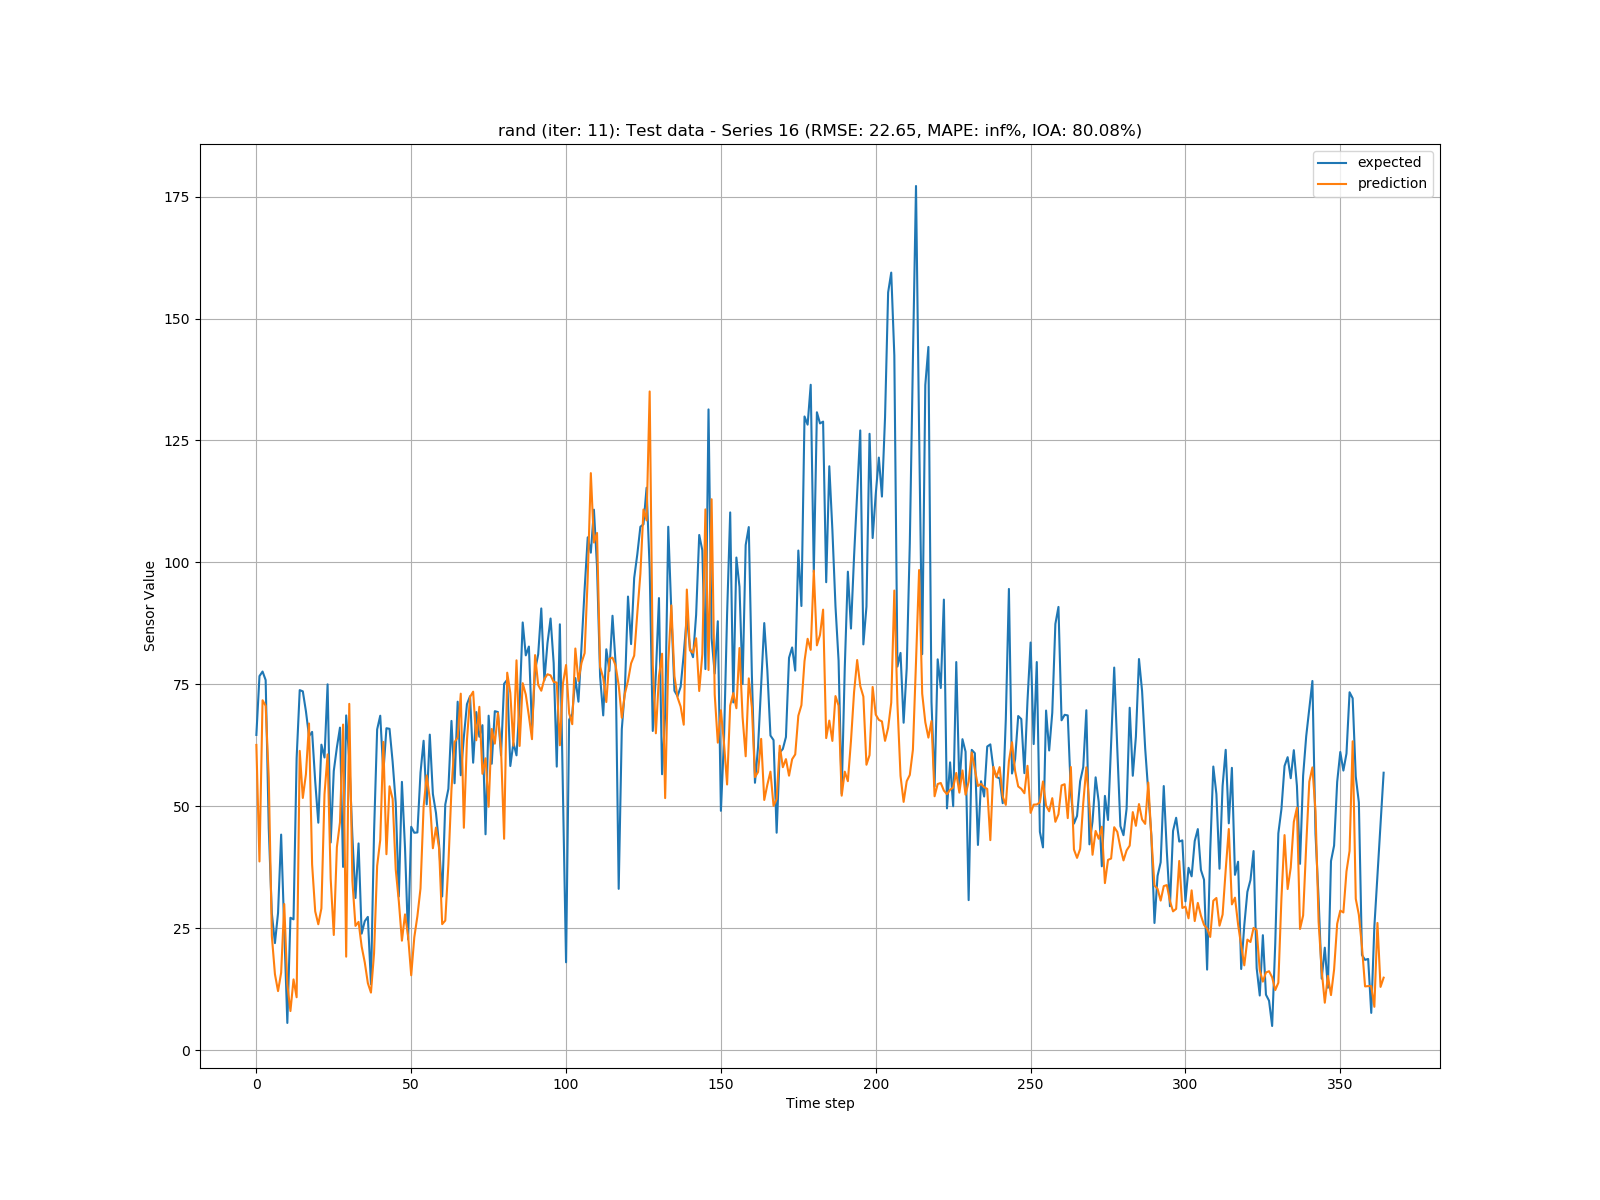 rand (iter: 11): Test data - Series 16 (RMSE: 22.65, MAPE: inf%, IOA: 80.08%)
expected
prediction
175
150
125
100
75
50
25
0
Sensor Value
0 50 100 150 200 250 300 350
Time step